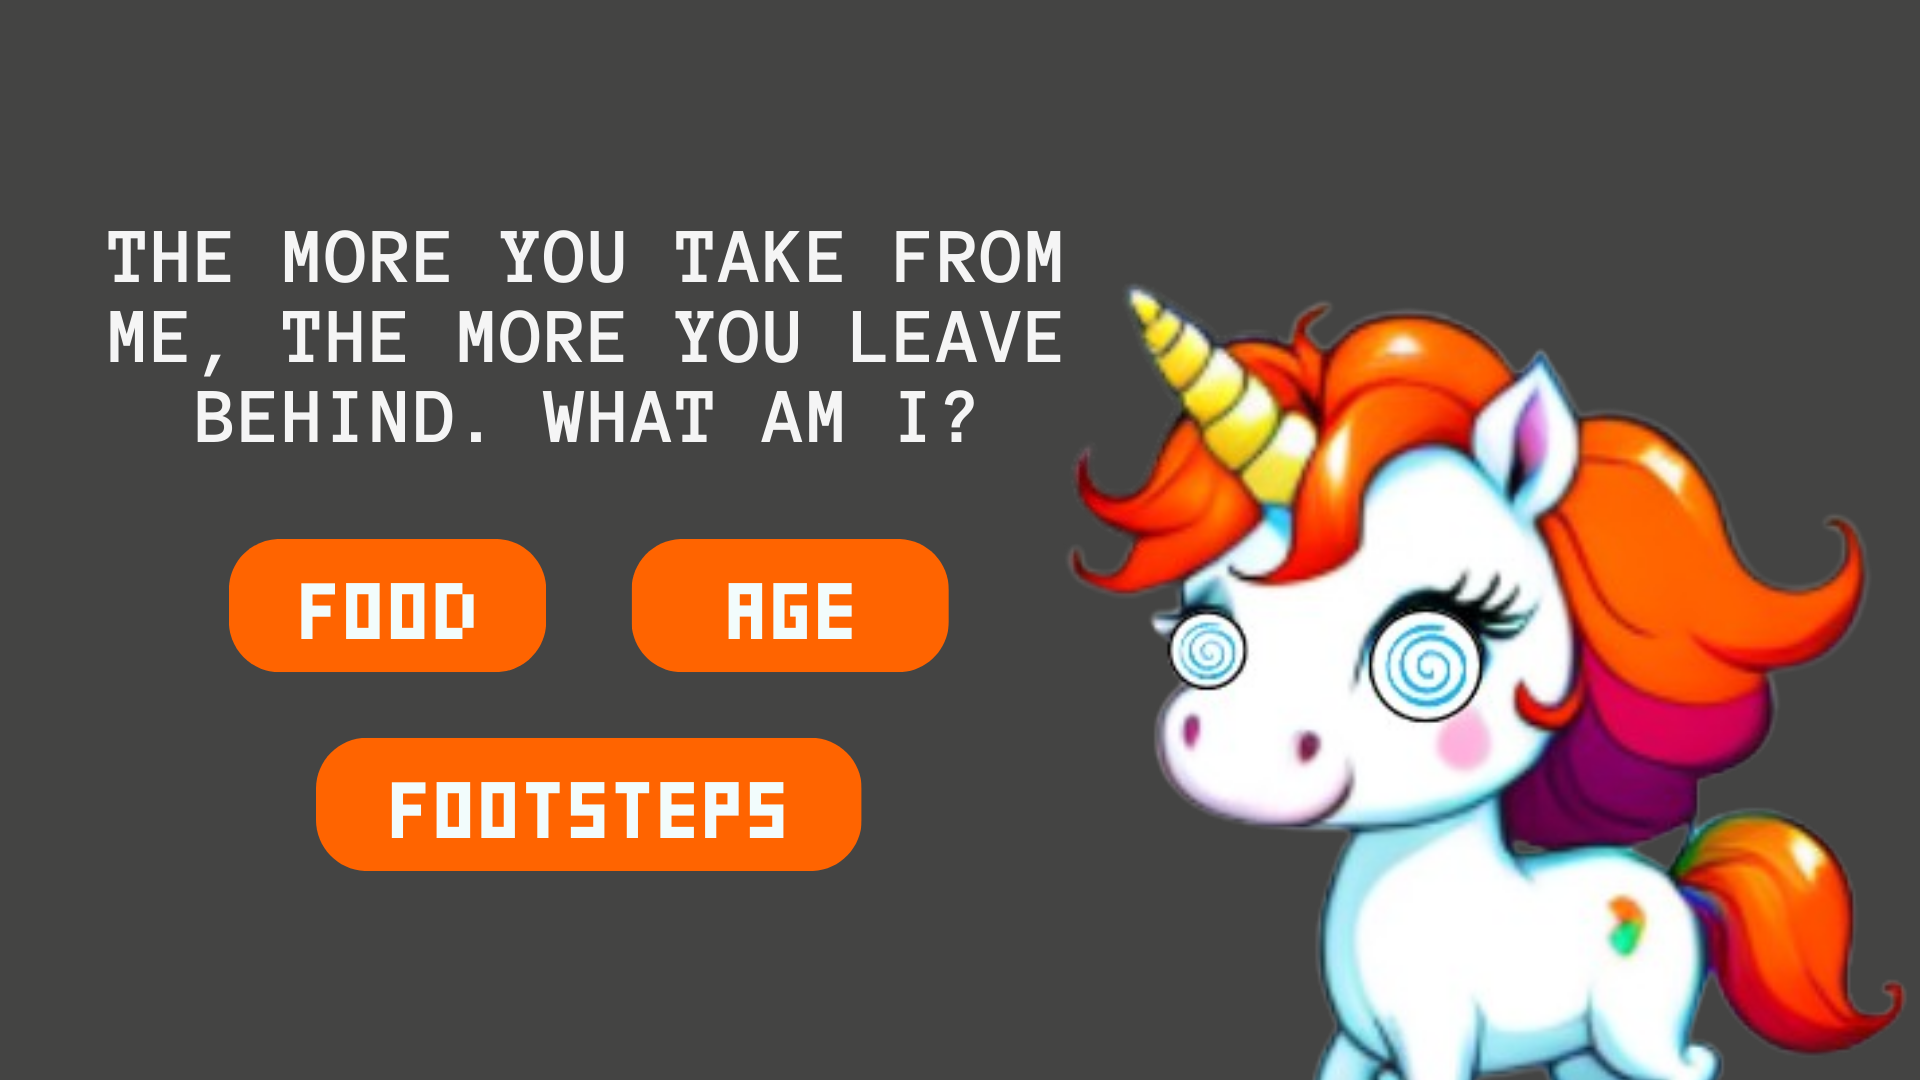 THE MORE YOU TAKE FROM
ME, THE MORE YOU LEAVE
BEHIND. WHAT AM I?
FOOD
AGE
FOOTSTEPS